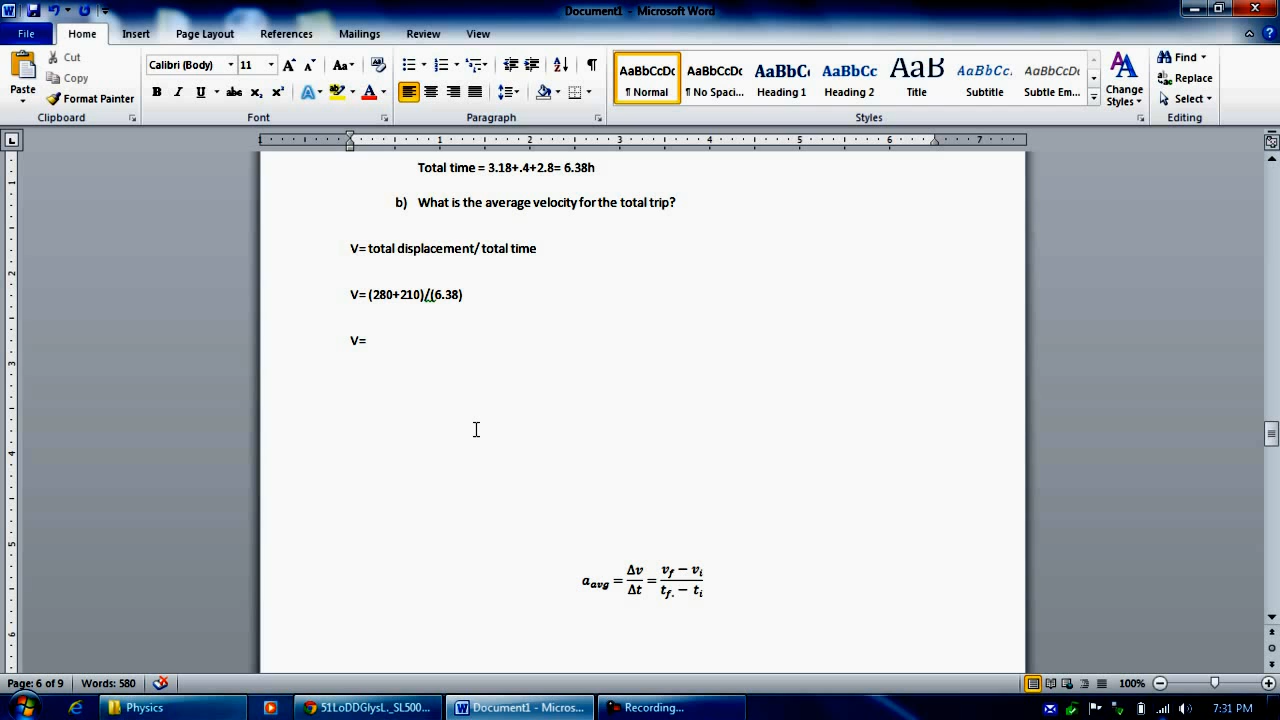 Document1 - Microsoft Word
File Home Insert Page Layout References Mailings Review View
Paste
Cut
Copy
Format Painter
Clipboard
Calibri (Body) 11
B I U abc x₂ x²
Font
Paragraph
AaBbCcDc AaBbCcDc AaBbC AaBbCc AaB AaBbCc. AaBbCcDc
¶ Normal ¶ No Spaci... Heading 1 Heading 2 Title Subtitle Subtle Em...
Change Styles
Styles
Find
Replace
Select
Editing
Total time = 3.18+.4+2.8= 6.38h
b) What is the average velocity for the total trip?
V= total displacement/ total time
V= (280+210)/(6.38)
V=
a_avg = Δv/Δt = (v_f − v_i)/(t_f. − t_i)
Page: 6 of 9 Words: 580 100%
Physics 51LoDDGlysL._SL500... Document1 - Micros... Recording... 7:31 PM